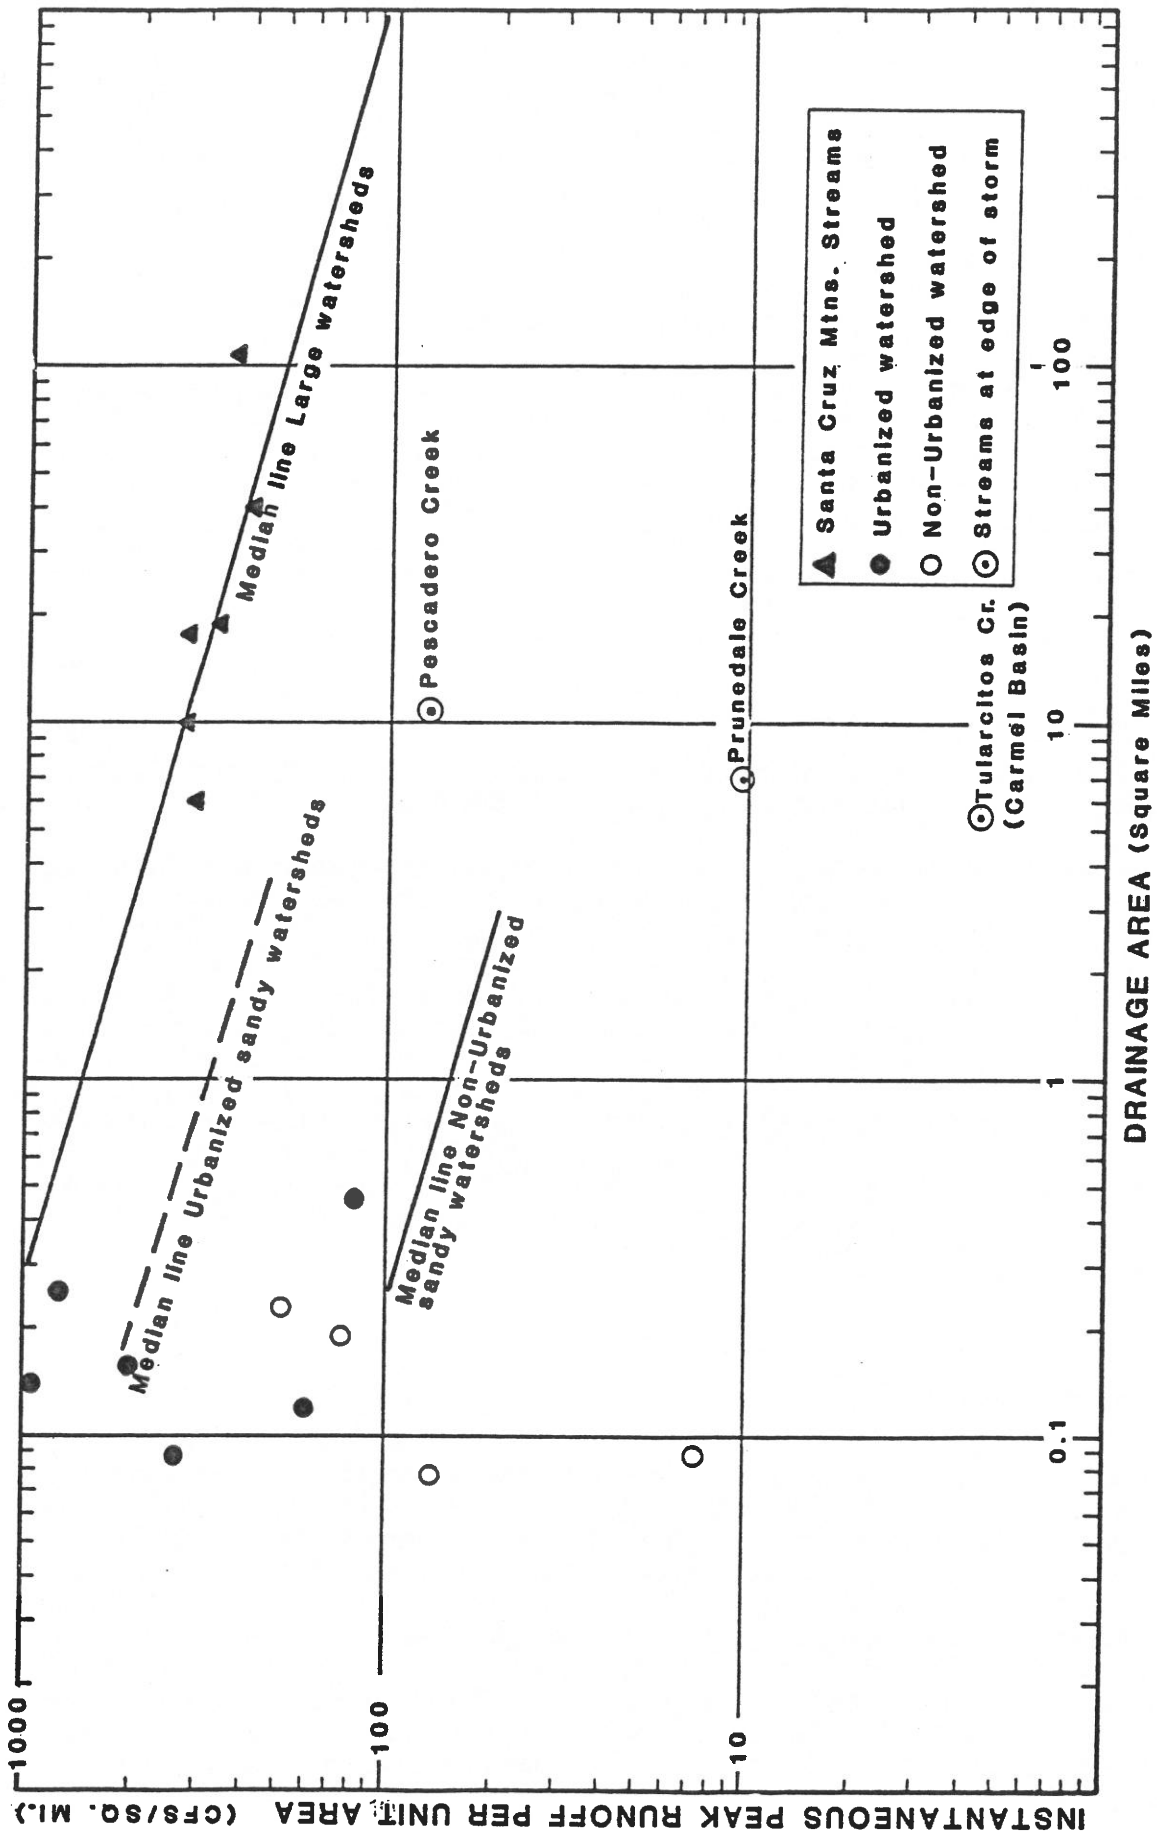 INSTANTANEOUS PEAK RUNOFF PER UNIT AREA (CFS/SQ. MI.)
1000
100
10
Median line Large watersheds
Median line Urbanized sandy watersheds
Median line Non-Urbanized
sandy watersheds
Pescadero Creek
Prunedale Creek
Tularcitos Cr.
(Carmel Basin)
Santa Cruz Mtns. Streams
Urbanized watershed
Non-Urbanized watershed
Streams at edge of storm
0.1
1
10
100
DRAINAGE AREA (Square Miles)